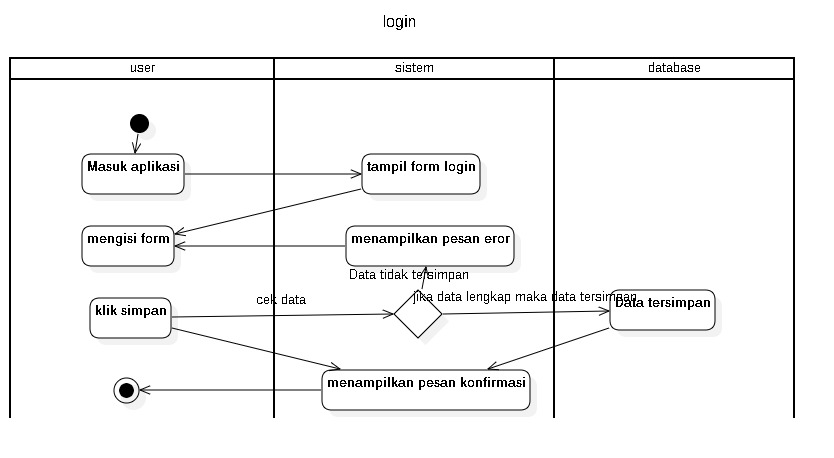 login
user
sistem
database
Masuk aplikasi
tampil form login
mengisi form
menampilkan pesan eror
Data tidak tersimpan
cek data
jika data lengkap maka data tersimpan
klik simpan
Data tersimpan
menampilkan pesan konfirmasi